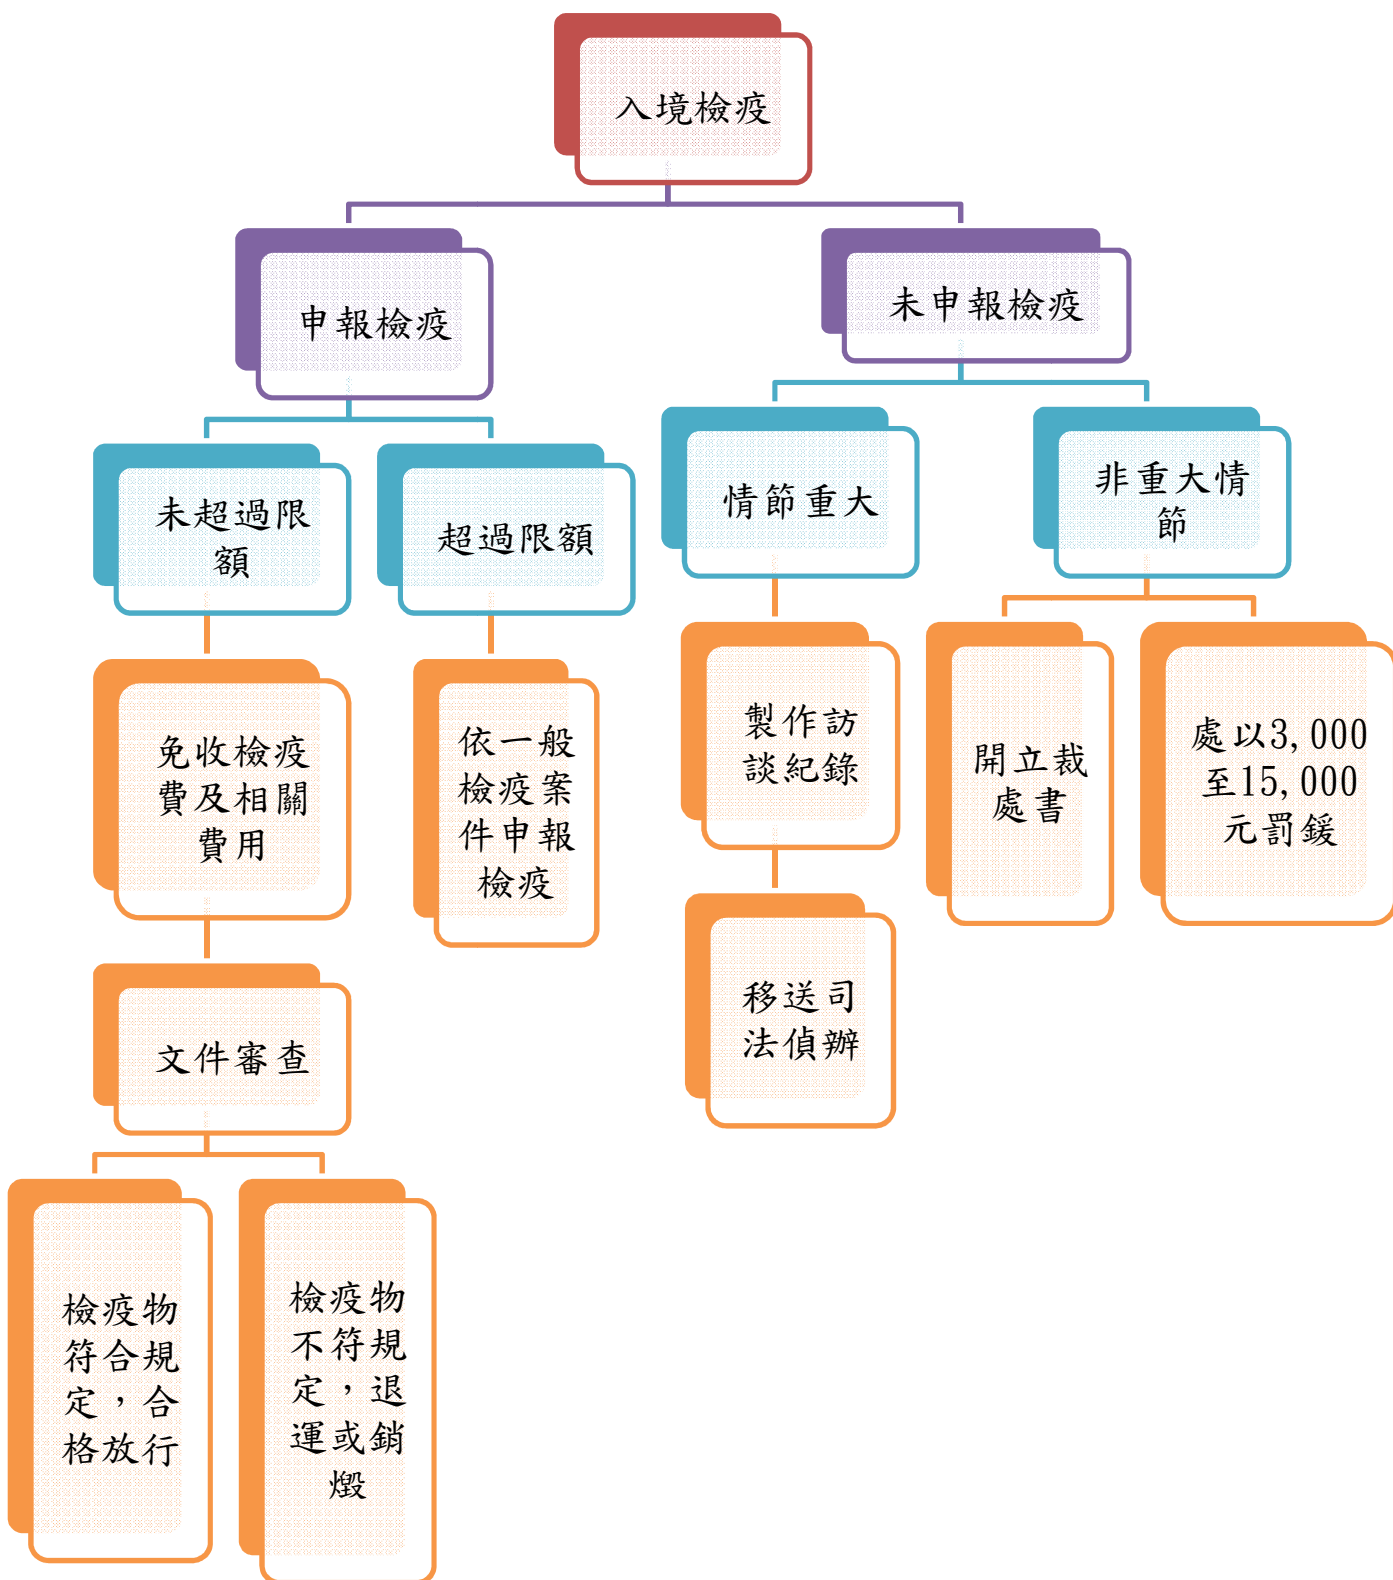 入境檢疫
申報檢疫
未申報檢疫
未超過限
額
超過限額
情節重大
非重大情
節
免收檢疫
費及相關
費用
依一般
檢疫案
件申報
檢疫
製作訪
談紀錄
開立裁
處書
處以3,000
至15,000
元罰鍰
文件審查
移送司
法偵辦
檢疫物
符合規
定，合
格放行
檢疫物
不符規
定，退
運或銷
燬